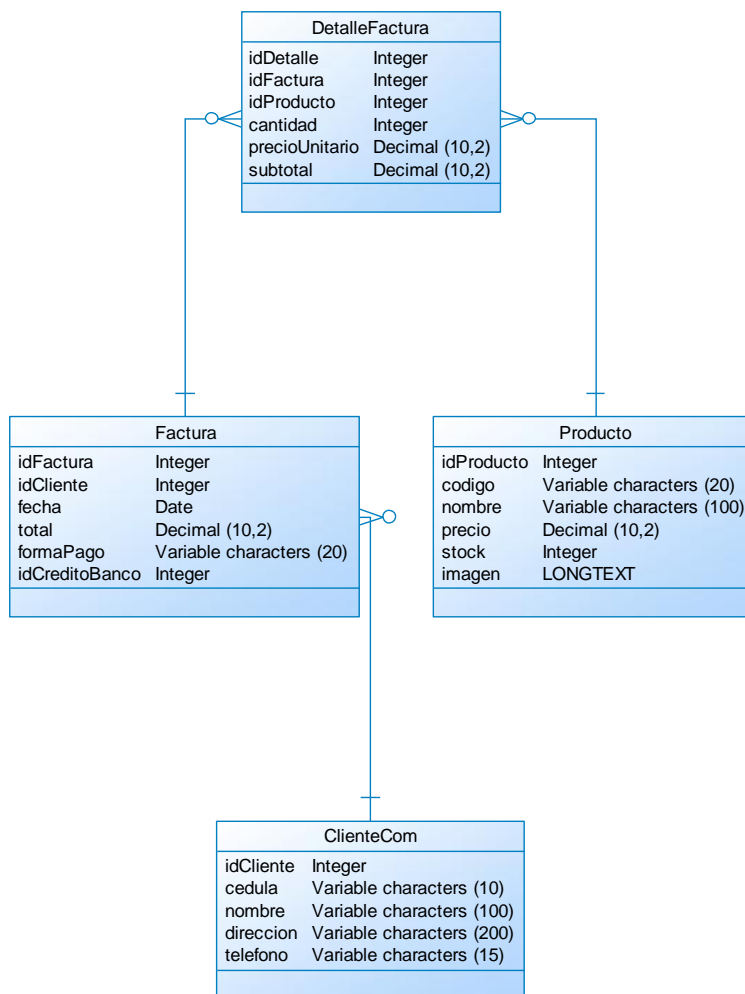 DetalleFactura
idDetalle Integer
idFactura Integer
idProducto Integer
cantidad Integer
precioUnitario Decimal (10,2)
subtotal Decimal (10,2)
Factura
idFactura Integer
idCliente Integer
fecha Date
total Decimal (10,2)
formaPago Variable characters (20)
idCreditoBanco Integer
Producto
idProducto Integer
codigo Variable characters (20)
nombre Variable characters (100)
precio Decimal (10,2)
stock Integer
imagen LONGTEXT
ClienteCom
idCliente Integer
cedula Variable characters (10)
nombre Variable characters (100)
direccion Variable characters (200)
telefono Variable characters (15)